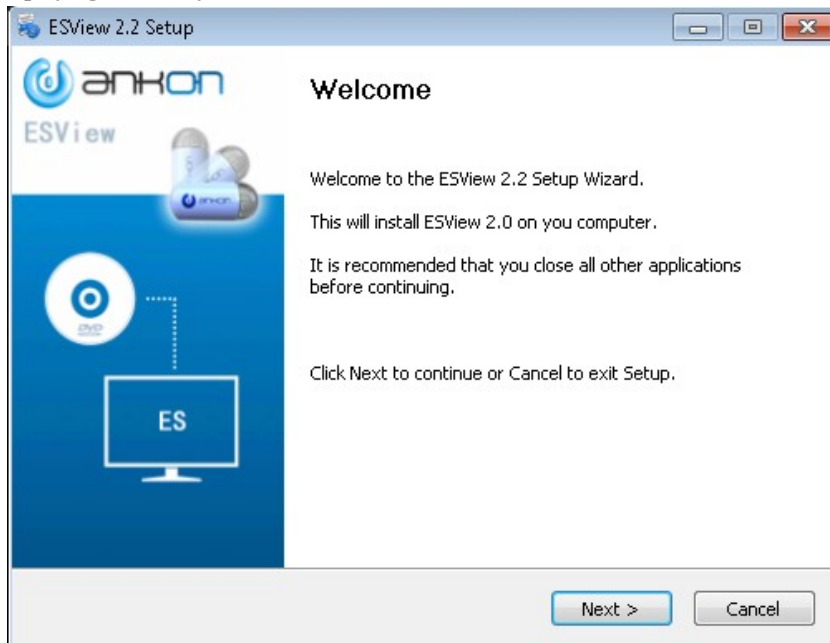 ESView 2.2 Setup
ankon
ESView
ankon
DVD
ES
Welcome
Welcome to the ESView 2.2 Setup Wizard.
This will install ESView 2.0 on you computer.
It is recommended that you close all other applications
before continuing.
Click Next to continue or Cancel to exit Setup.
Next >
Cancel